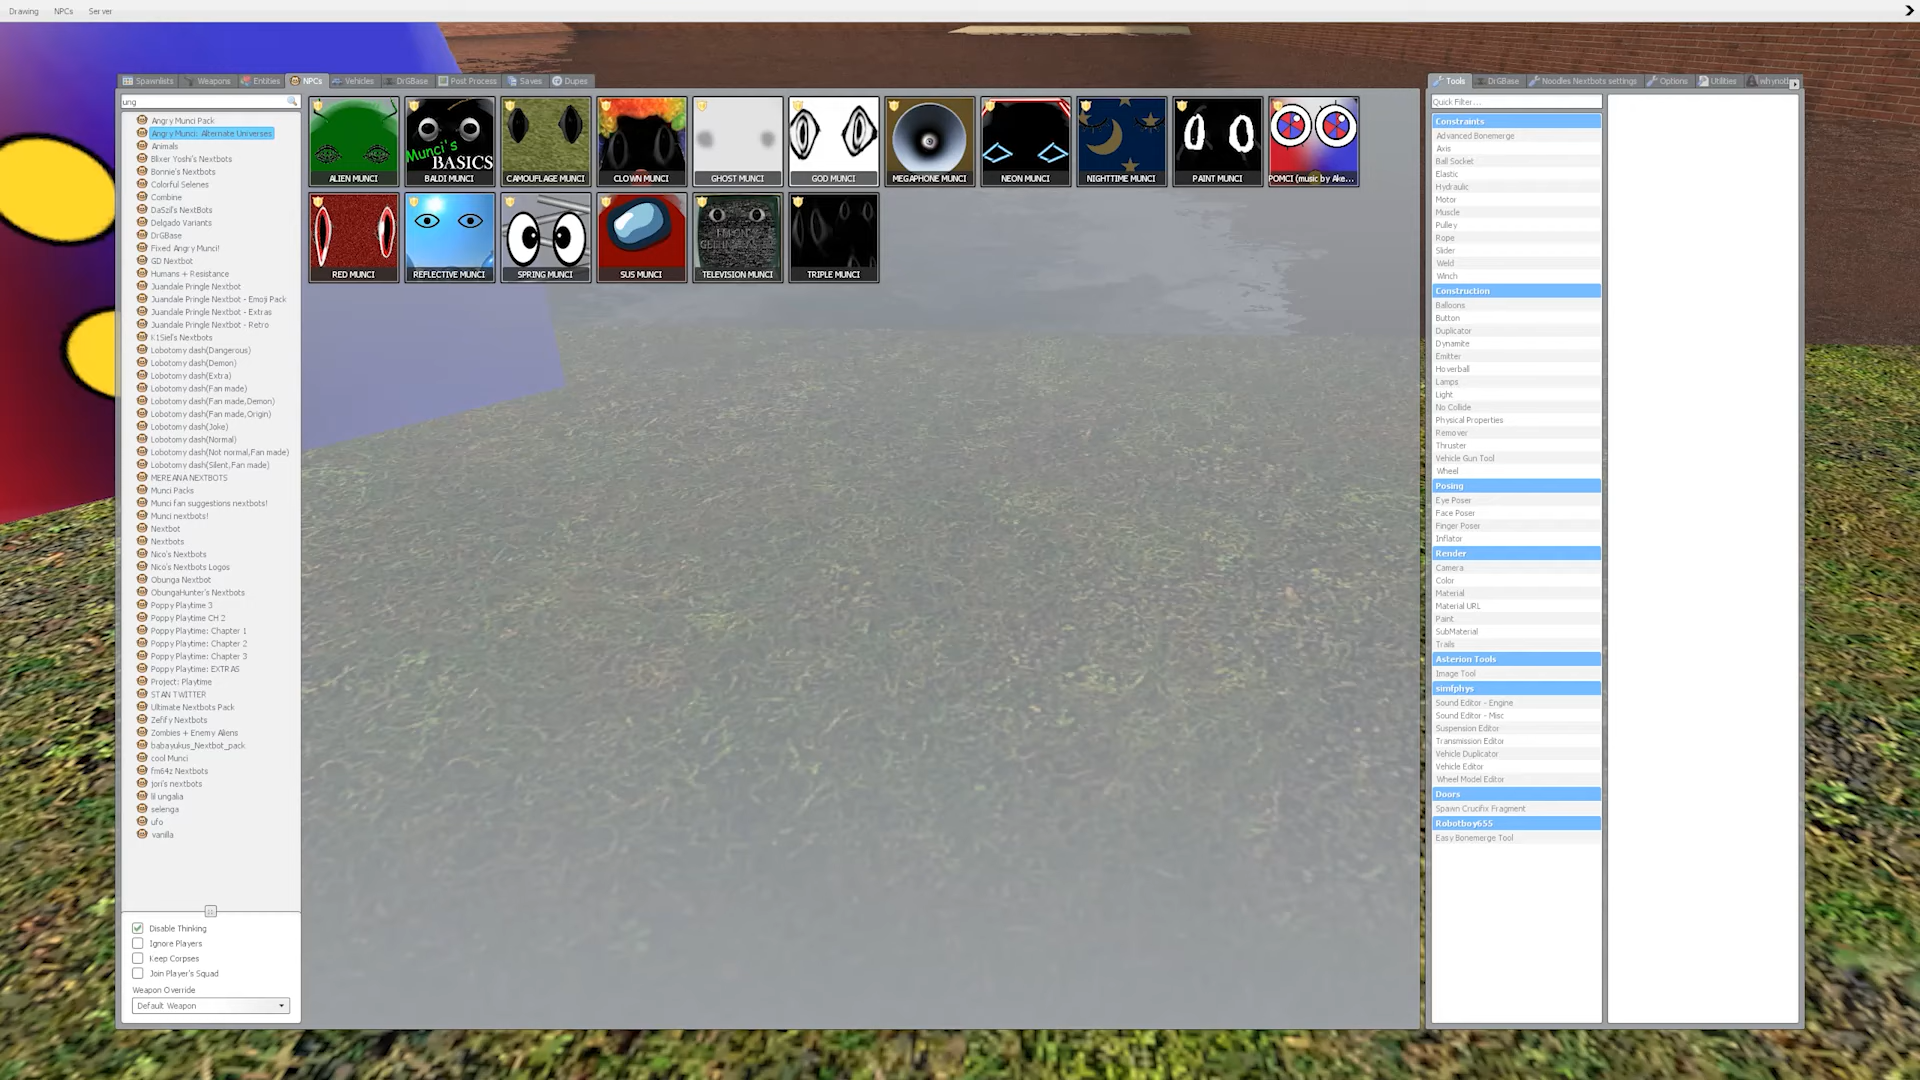 Drawing NPCs Server
Spawnlists Weapons Entities NPCs Vehicles DrGBase Post Process Saves Dupes
ung
Angry Munci Pack
Angry Munci: Alternate Universes
Animals
Blixer Yoshi's Nextbots
Bonnie's Nextbots
Colorful Selenes
Combine
DaSzil's NextBots
Delgado Variants
DrGBase
Fixed Angry Munci!
GD Nextbot
Humans + Resistance
Juandale Pringle Nextbot
Juandale Pringle Nextbot - Emoji Pack
Juandale Pringle Nextbot - Extras
Juandale Pringle Nextbot - Retro
K1Siel's Nextbots
Lobotomy dash(Dangerous)
Lobotomy dash(Demon)
Lobotomy dash(Extra)
Lobotomy dash(Fan made)
Lobotomy dash(Fan made,Demon)
Lobotomy dash(Fan made,Origin)
Lobotomy dash(Joke)
Lobotomy dash(Normal)
Lobotomy dash(Not normal,Fan made)
Lobotomy dash(Silent,Fan made)
MEREANA NEXTBOTS
Munci Packs
Munci fan suggestions nextbots!
Munci nextbots!
Nextbot
Nextbots
Nico's Nextbots
Nico's Nextbots Logos
Obunga Nextbot
ObungaHunter's Nextbots
Poppy Playtime 3
Poppy Playtime CH 2
Poppy Playtime: Chapter 1
Poppy Playtime: Chapter 2
Poppy Playtime: Chapter 3
Poppy Playtime: EXTRAS
Project: Playtime
STAN TWITTER
Ultimate Nextbots Pack
Zefify Nextbots
Zombies + Enemy Aliens
babayukus_Nextbot_pack
cool Munci
fm64z Nextbots
jori's nextbots
lil ungalia
selenga
ufo
vanilla
Disable Thinking
Ignore Players
Keep Corpses
Join Player's Squad
Weapon Override
Default Weapon
Munci's
BASICS
ALIEN MUNCI BALDI MUNCI CAMOUFLAGE MUNCI CLOWN MUNCI GHOST MUNCI GOD MUNCI MEGAPHONE MUNCI NEON MUNCI NIGHTTIME MUNCI PAINT MUNCI POMCI (music by Ake...
RED MUNCI REFLECTIVE MUNCI SPRING MUNCI SUS MUNCI TELEVISION MUNCI TRIPLE MUNCI
Tools DrGBase Noodles Nextbots settings Options Utilities whynoth
Quick Filter...
Constraints
Advanced Bonemerge
Axis
Ball Socket
Elastic
Hydraulic
Motor
Muscle
Pulley
Rope
Slider
Weld
Winch
Construction
Balloons
Button
Duplicator
Dynamite
Emitter
Hoverball
Lamps
Light
No Collide
Physical Properties
Remover
Thruster
Vehicle Gun Tool
Wheel
Posing
Eye Poser
Face Poser
Finger Poser
Inflator
Render
Camera
Color
Material
Material URL
Paint
SubMaterial
Trails
Asterion Tools
Image Tool
simfphys
Sound Editor - Engine
Sound Editor - Misc
Suspension Editor
Transmission Editor
Vehicle Duplicator
Vehicle Editor
Wheel Model Editor
Doors
Spawn Crucifix Fragment
Robotboy655
Easy Bonemerge Tool